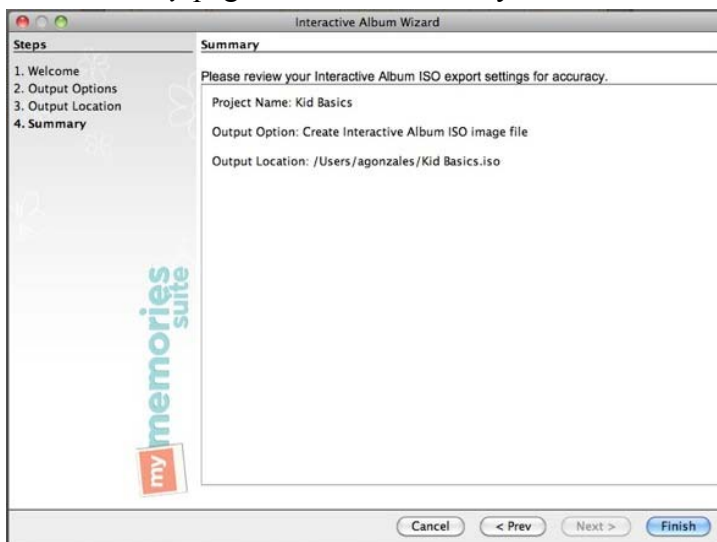 Interactive Album Wizard
Steps
1. Welcome
2. Output Options
3. Output Location
4. Summary
Summary
Please review your Interactive Album ISO export settings for accuracy.
Project Name: Kid Basics
Output Option: Create Interactive Album ISO image file
Output Location: /Users/agonzales/Kid Basics.iso
my memories
suite
Cancel
< Prev
Next >
Finish